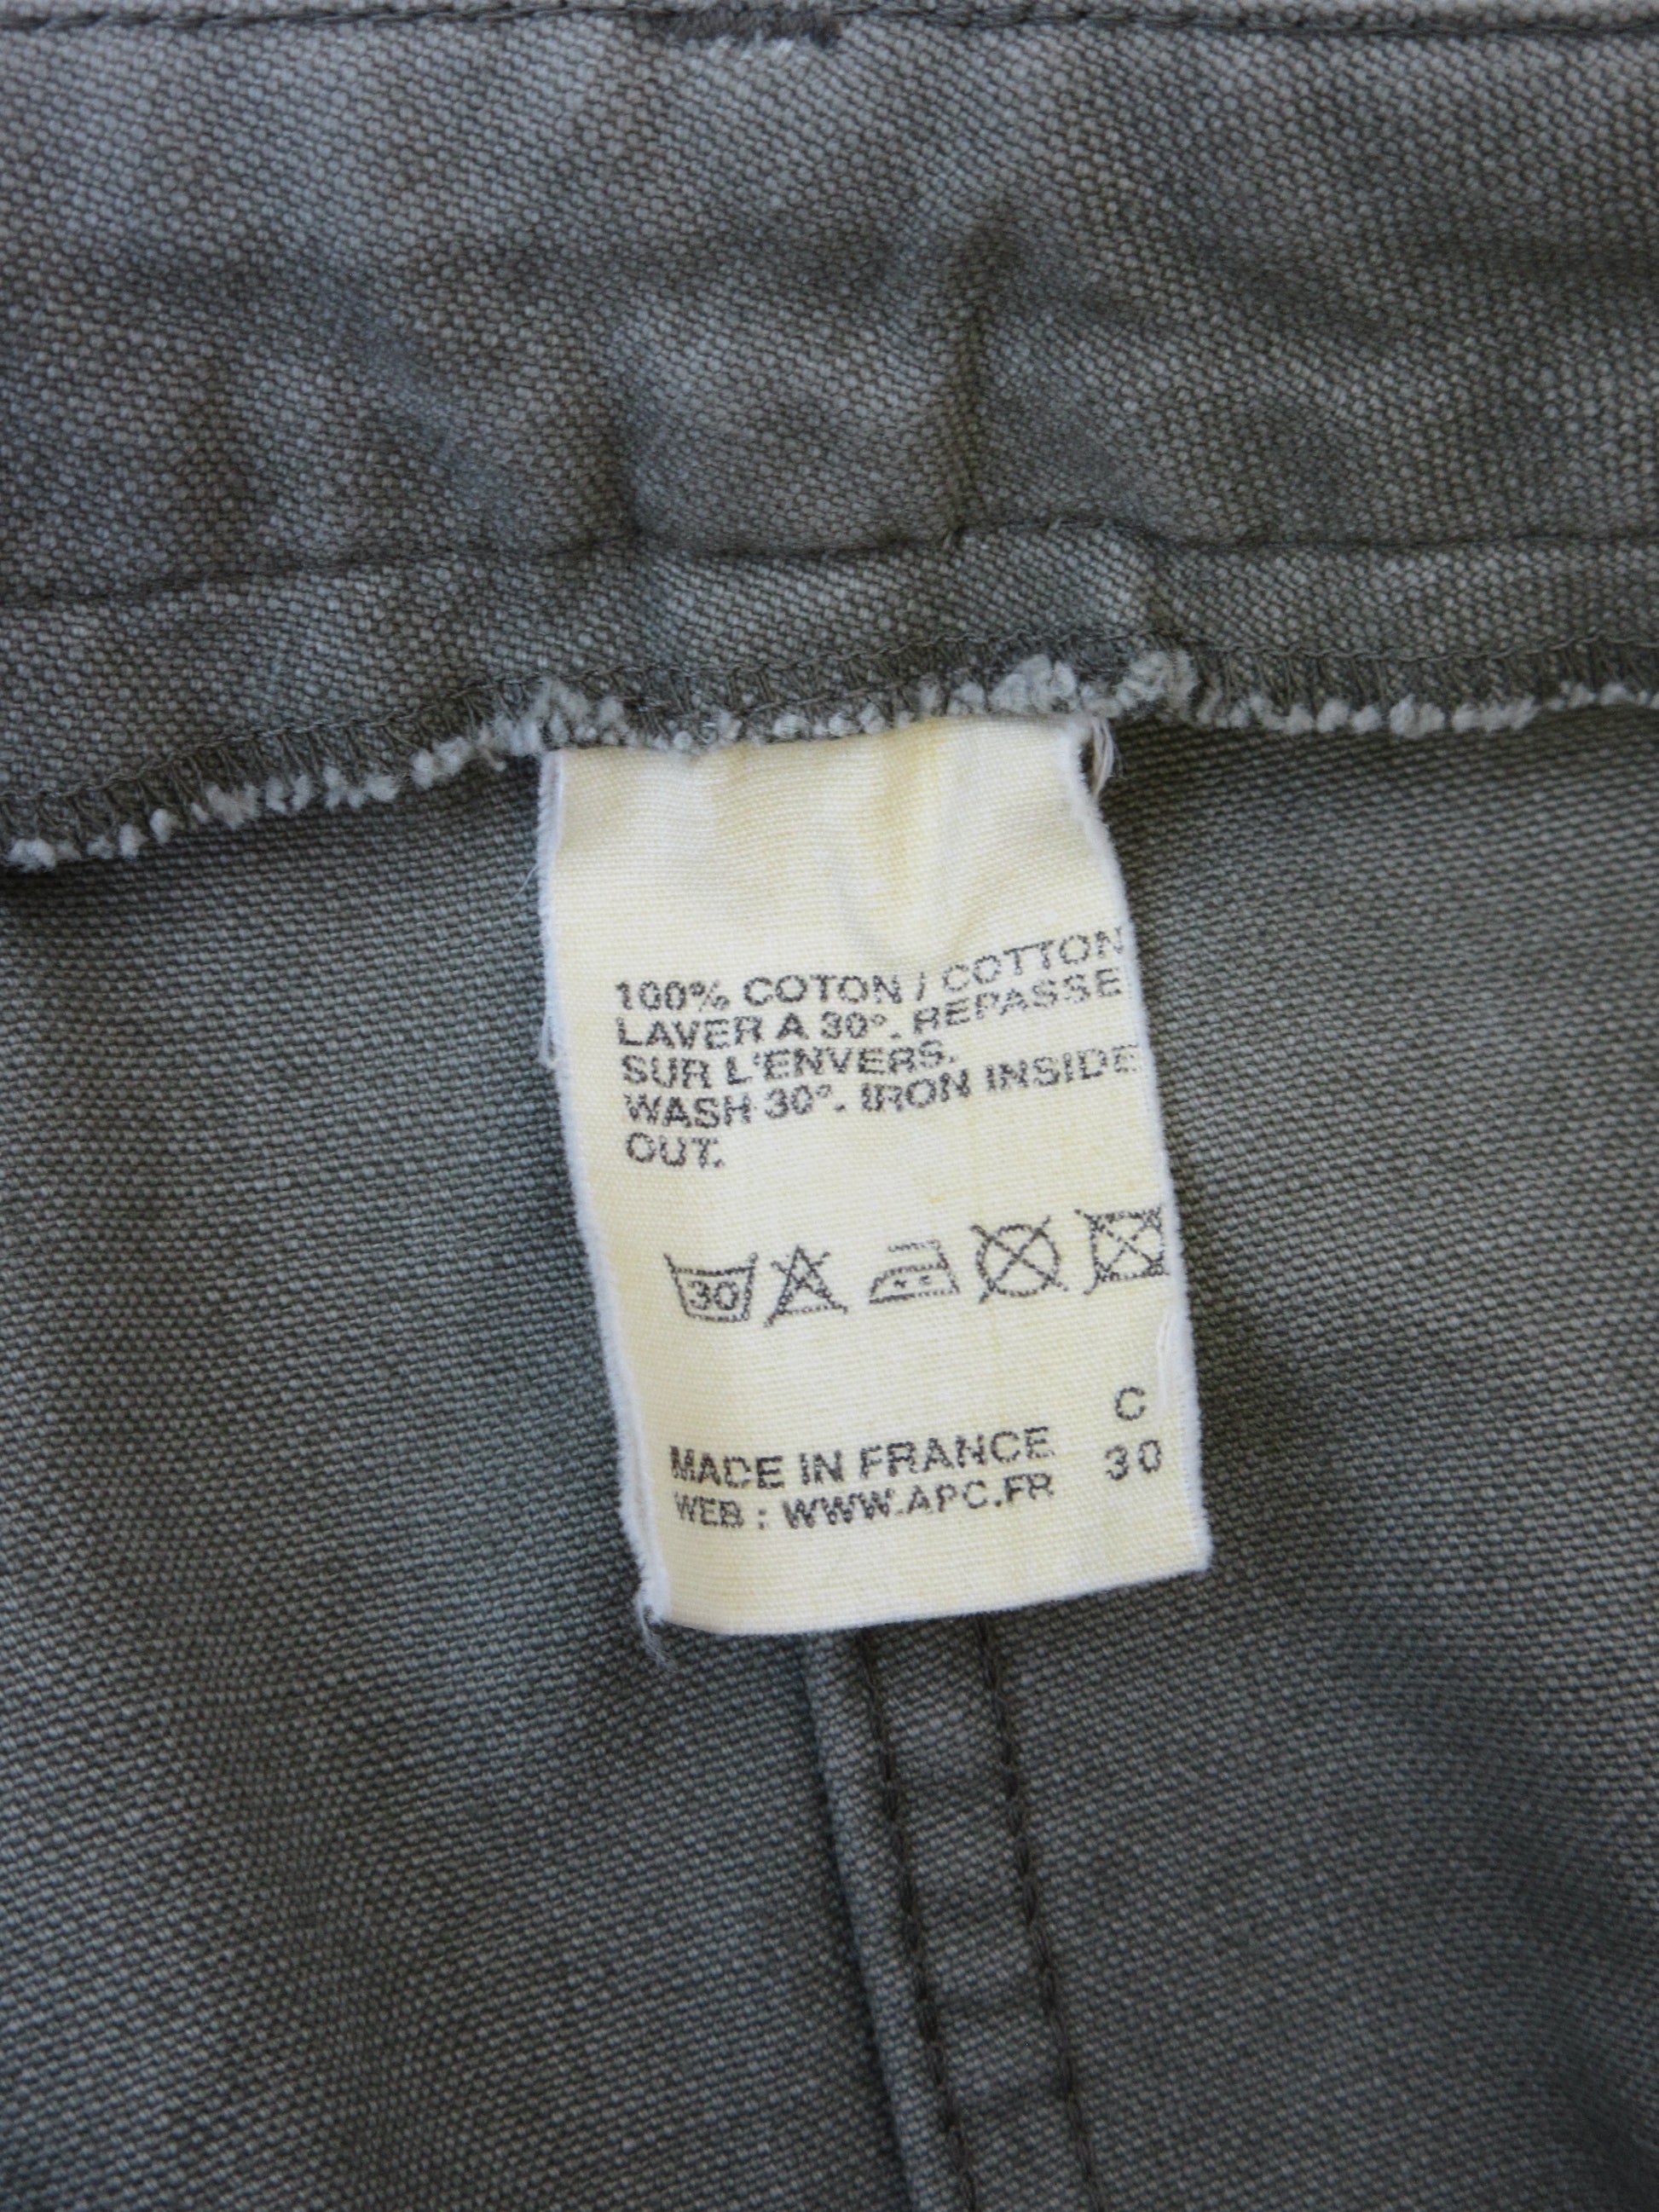 100% COTON / COTTON
LAVER A 30°. REPASSE
SUR L'ENVERS.
WASH 30°. IRON INSIDE
OUT.
30
C
MADE IN FRANCE 30
WEB : WWW.APC.FR